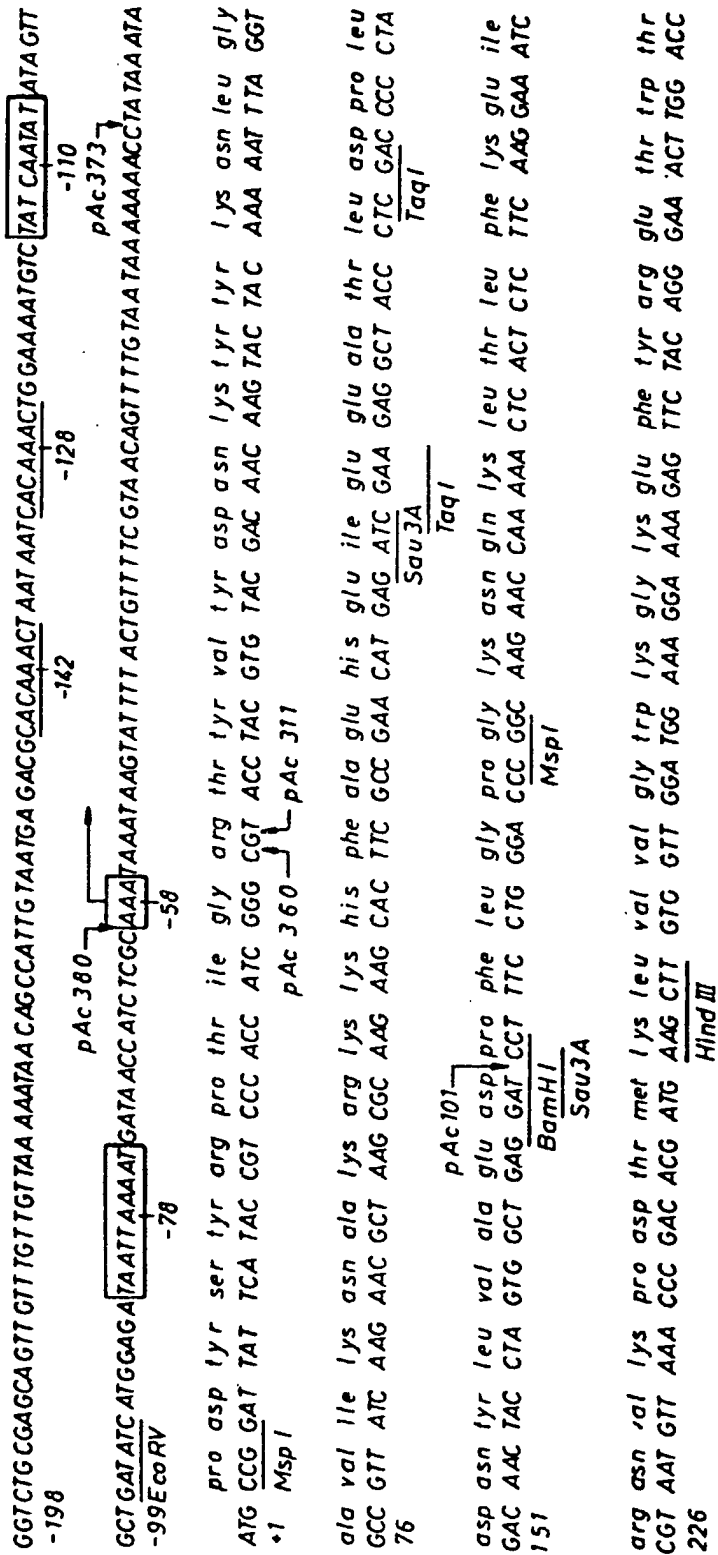 GGTCTGCGAGCAGTTGTTTGTTGTTAAAAATAACAGCCATTGTAATGAGACGCACAAACTAATAATCACAAACTGGAAAATGTCTATCAATATATAGTT
-198 -142 -128 -110
pAc380 pAc373
GCTGATATCATGGAGATAATTAAAATGATAACCATCTCGCAAATAAATAAGTATTTTACTGTTTTCGTAACAGTTTTGTAATAAAAAAACCTATAAATA
-99EcoRV -78 -58
pro asp tyr ser tyr arg pro thr ile gly arg thr tyr val tyr asp asn lys tyr tyr lys asn leu gly
ATG CCG GAT TAT TCA TAC CGT CCC ACC ATC GGG CGT ACC TAC GTG TAC GAC AAC AAG TAC TAC AAA AAT TTA GGT
+1 MspI pAc 360 pAc 311
ala val ile lys asn ala lys arg lys lys his phe ala glu his glu ile glu glu ala thr leu asp pro leu
GCC GTT ATC AAG AAC GCT AAG CGC AAG AAG CAC TTC GCC GAA CAT GAG ATC GAA GAG GCT ACC CTC GAC CCC CTA
76 Sau3A TaqI
TaqI
pAc101
asp asn tyr leu val ala glu asp pro phe leu gly pro gly lys asn gln lys leu thr leu phe lys glu ile
GAC AAC TAC CTA GTG GCT GAG GAT CCT TTC CTG GGA CCC GGC AAG AAC CAA AAA CTC ACT CTC TTC AAG GAA ATC
151 BamHI MspI
Sau3A
arg asn val lys pro asp thr met lys leu val val gly trp lys gly lys glu phe tyr arg glu thr trp thr
CGT AAT GTT AAA CCC GAC ACG ATG AAG CTT GTG GTT GGA TGG AAA GGA AAA GAG TTC TAC AGG GAA ACT TGG ACC
226 HindIII